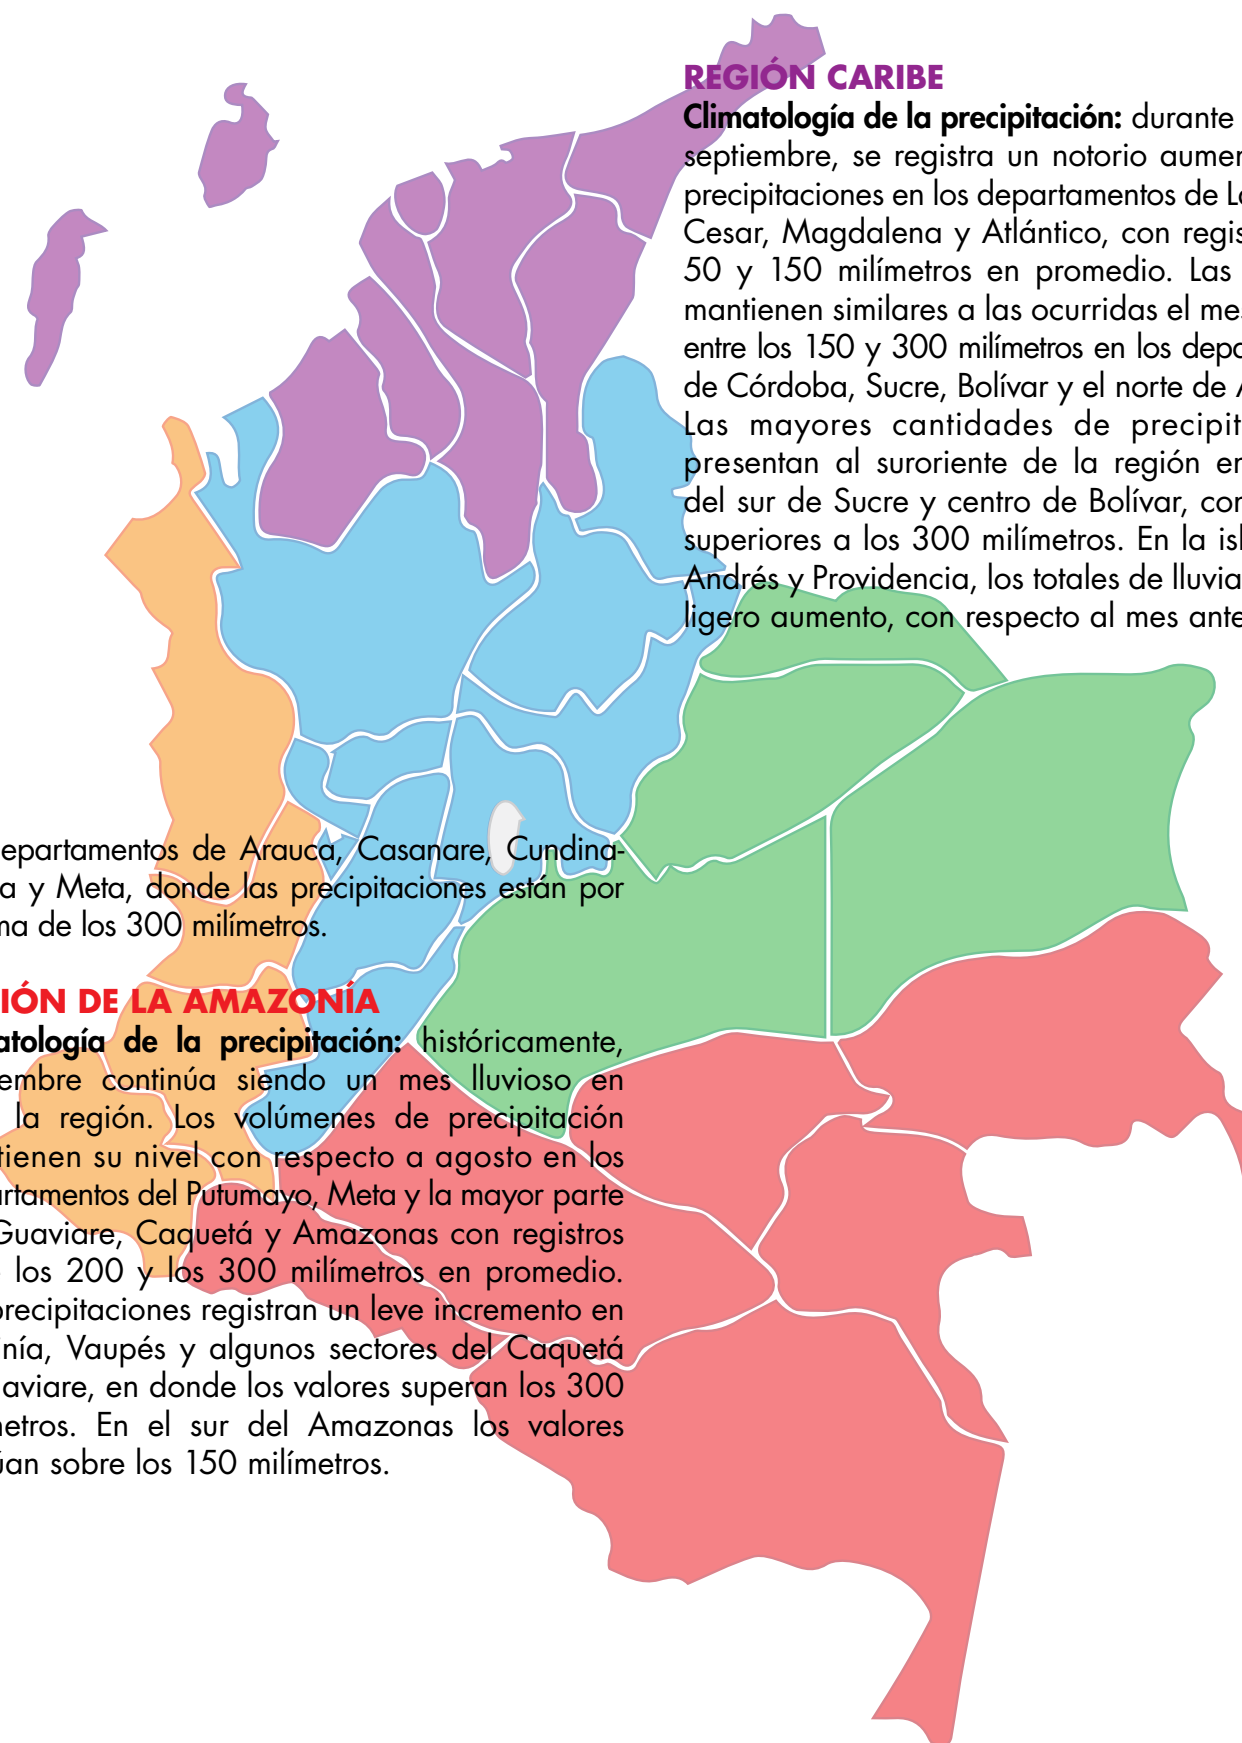 REGIÓN CARIBE
Climatología de la precipitación: durante
septiembre, se registra un notorio aumen
precipitaciones en los departamentos de La
Cesar, Magdalena y Atlántico, con regis
50 y 150 milímetros en promedio. Las
mantienen similares a las ocurridas el mes
entre los 150 y 300 milímetros en los depa
de Córdoba, Sucre, Bolívar y el norte de A
Las mayores cantidades de precipit
presentan al suroriente de la región en
del sur de Sucre y centro de Bolívar, con
superiores a los 300 milímetros. En la isl
Andrés y Providencia, los totales de lluvia
ligero aumento, con respecto al mes ante
epartamentos de Arauca, Casanare, Cundina-
a y Meta, donde las precipitaciones están por
ma de los 300 milímetros.
IÓN DE LA AMAZONÍA
atología de la precipitación: históricamente,
iembre continúa siendo un mes lluvioso en
la región. Los volúmenes de precipitación
tienen su nivel con respecto a agosto en los
artamentos del Putumayo, Meta y la mayor parte
Guaviare, Caquetá y Amazonas con registros
los 200 y los 300 milímetros en promedio.
precipitaciones registran un leve incremento en
inía, Vaupés y algunos sectores del Caquetá
aviare, en donde los valores superan los 300
metros. En el sur del Amazonas los valores
úan sobre los 150 milímetros.